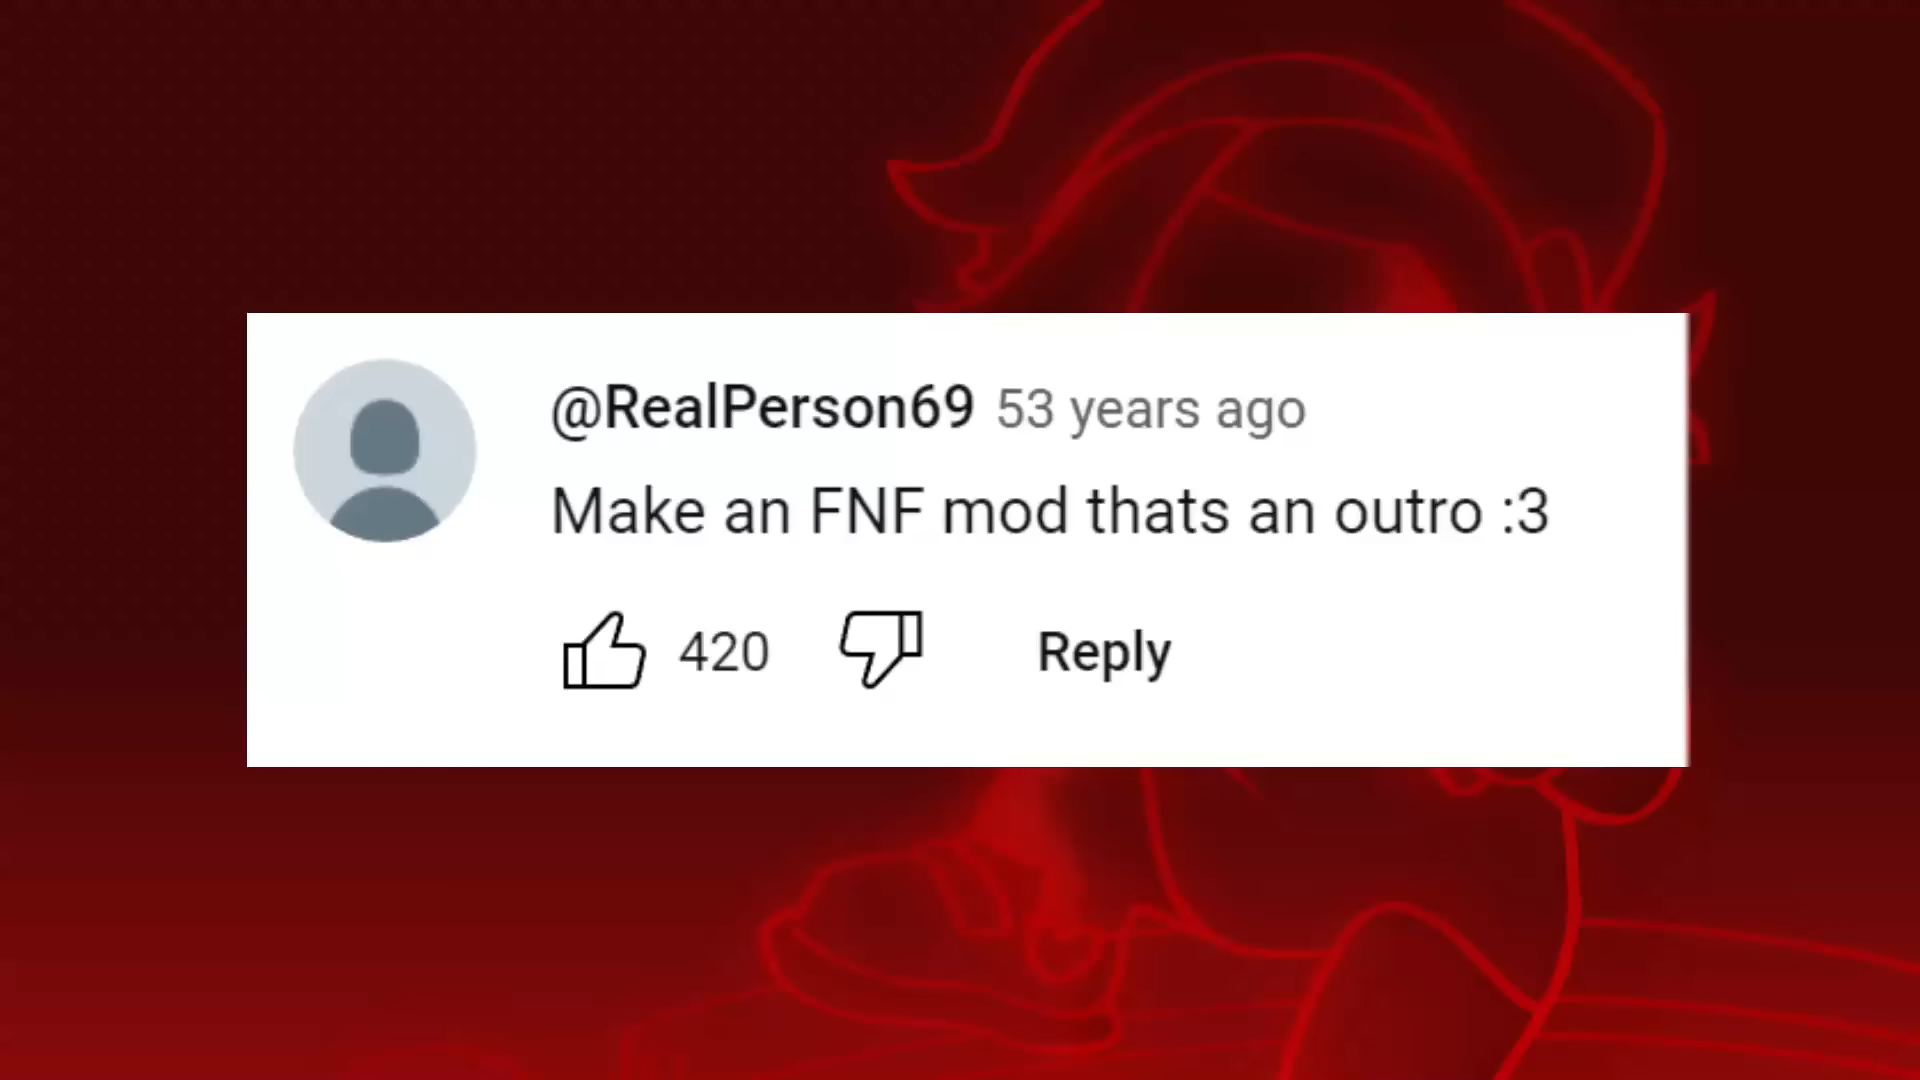 @RealPerson69 53 years ago
Make an FNF mod thats an outro :3
420 Reply